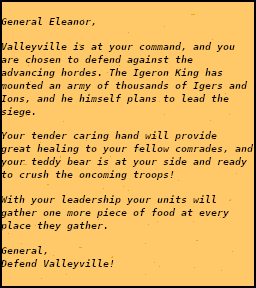 General Eleanor,
Valleyville is at your command, and you
are chosen to defend against the
advancing hordes. The Igeron King has
mounted an army of thousands of Igers and
Ions, and he himself plans to lead the
siege.
Your tender caring hand will provide
great healing to your fellow comrades, and
your teddy bear is at your side and ready
to crush the oncoming troops!
With your leadership your units will
gather one more piece of food at every
place they gather.
General,
Defend Valleyville!